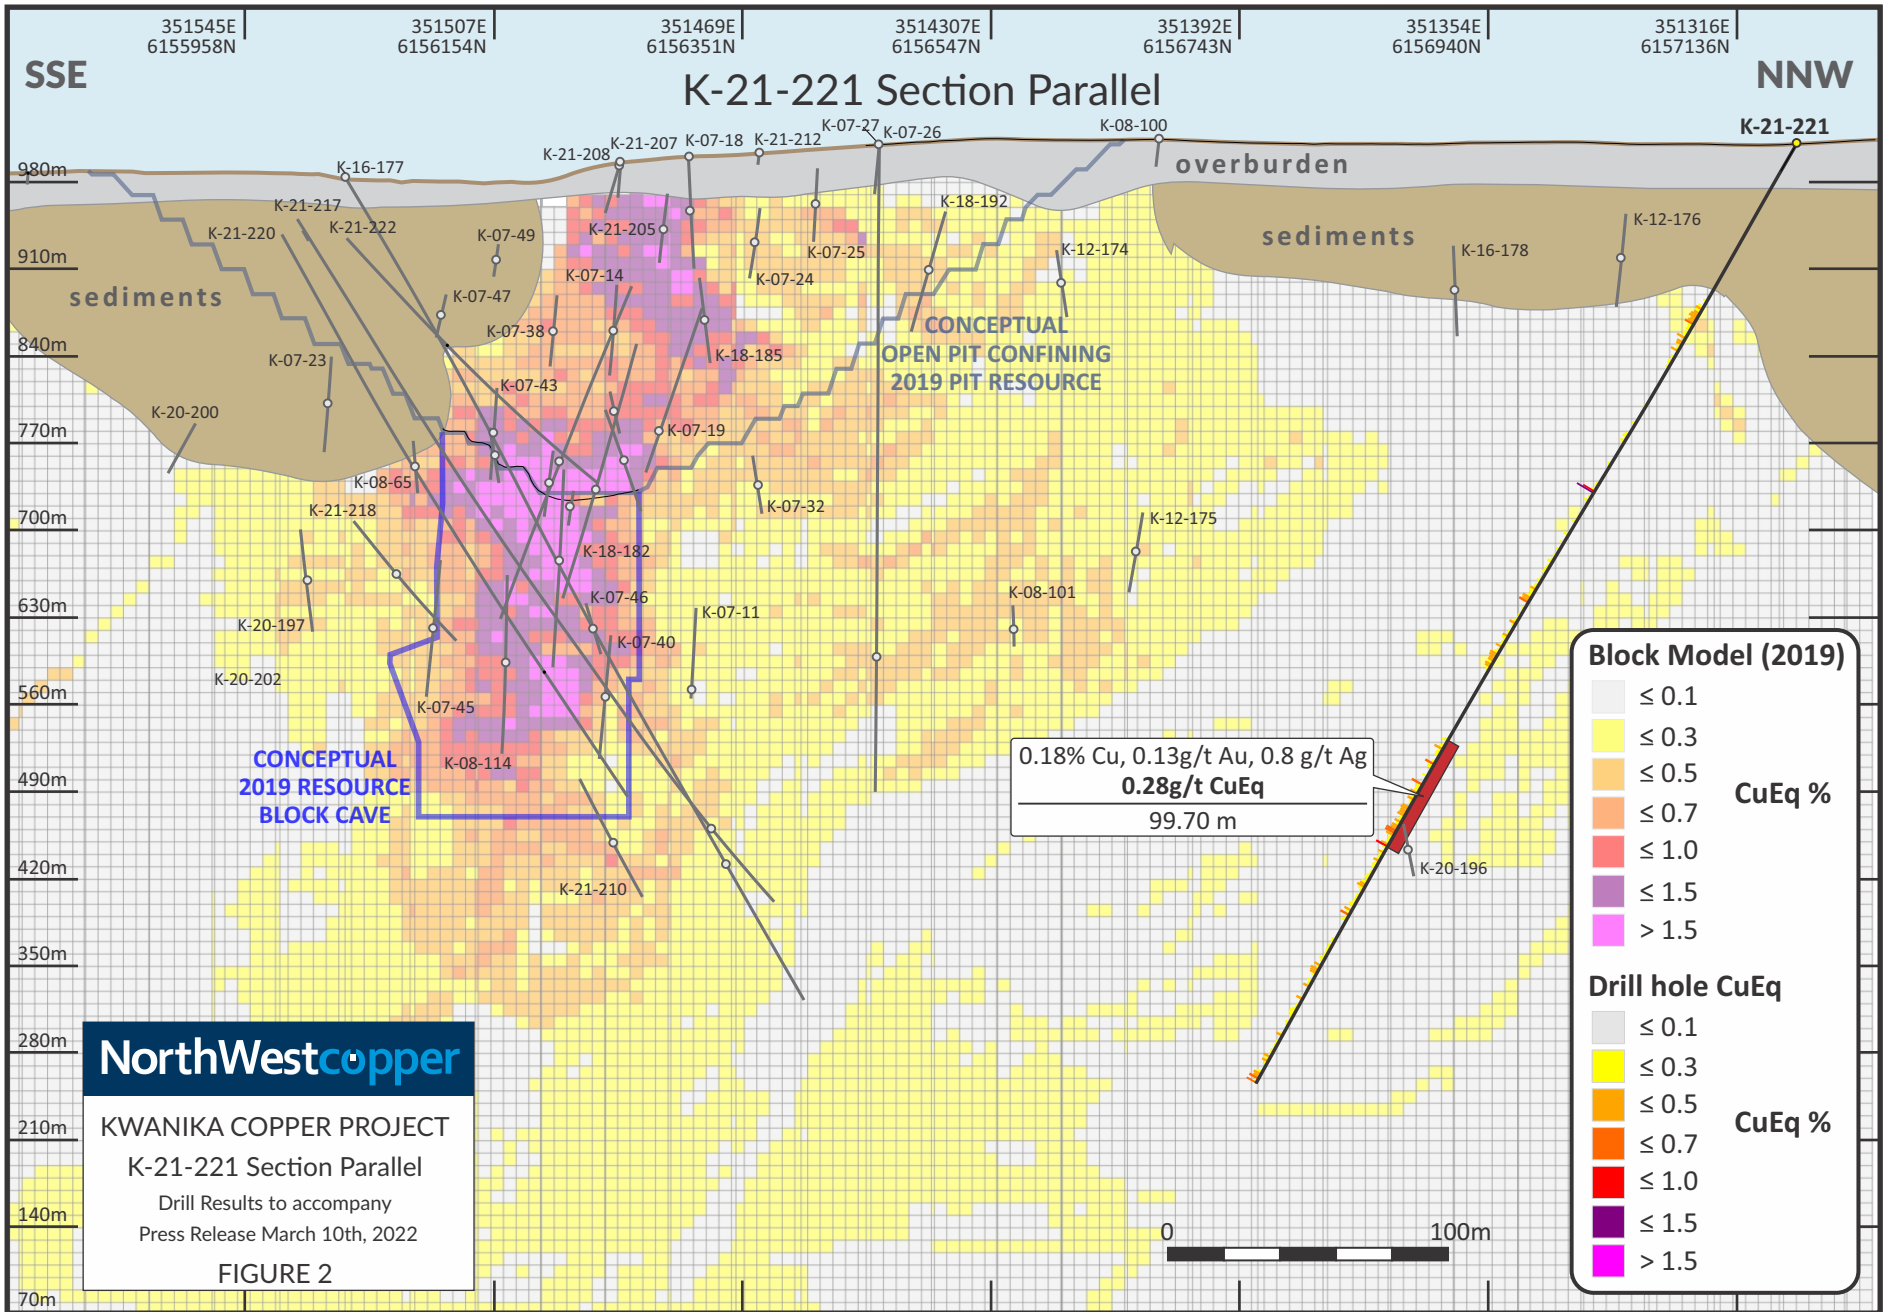 351545E
6155958N
351507E
6156154N
351469E
6156351N
3514307E
6156547N
351392E
6156743N
351354E
6156940N
351316E
6157136N
SSE
NNW
K-21-221 Section Parallel
K-21-208
K-21-207
K-07-18
K-21-212
K-07-27
K-07-26
K-08-100
K-21-221
overburden
K-16-177
980m
K-21-217
K-21-220
K-21-222
K-07-49
K-21-205
K-07-25
K-18-192
K-12-174
sediments
K-16-178
K-12-176
910m
sediments
K-07-14
K-07-24
K-07-47
K-07-38
CONCEPTUAL
OPEN PIT CONFINING
2019 PIT RESOURCE
840m
K-07-23
K-18-185
K-07-43
K-20-200
770m
K-07-19
K-08-65
K-21-218
K-07-32
K-12-175
700m
K-18-182
K-07-46
K-07-11
K-08-101
630m
K-20-197
K-07-40
K-20-202
560m
K-07-45
CONCEPTUAL
2019 RESOURCE
BLOCK CAVE
K-08-114
490m
0.18% Cu, 0.13g/t Au, 0.8 g/t Ag
0.28g/t CuEq
99.70 m
420m
K-21-210
K-20-196
350m
280m
210m
140m
70m
Block Model (2019)
≤ 0.1
≤ 0.3
≤ 0.5
≤ 0.7
≤ 1.0
≤ 1.5
> 1.5
CuEq %
Drill hole CuEq
≤ 0.1
≤ 0.3
≤ 0.5
≤ 0.7
≤ 1.0
≤ 1.5
> 1.5
CuEq %
0 100m
NorthWestcopper
KWANIKA COPPER PROJECT
K-21-221 Section Parallel
Drill Results to accompany
Press Release March 10th, 2022
FIGURE 2